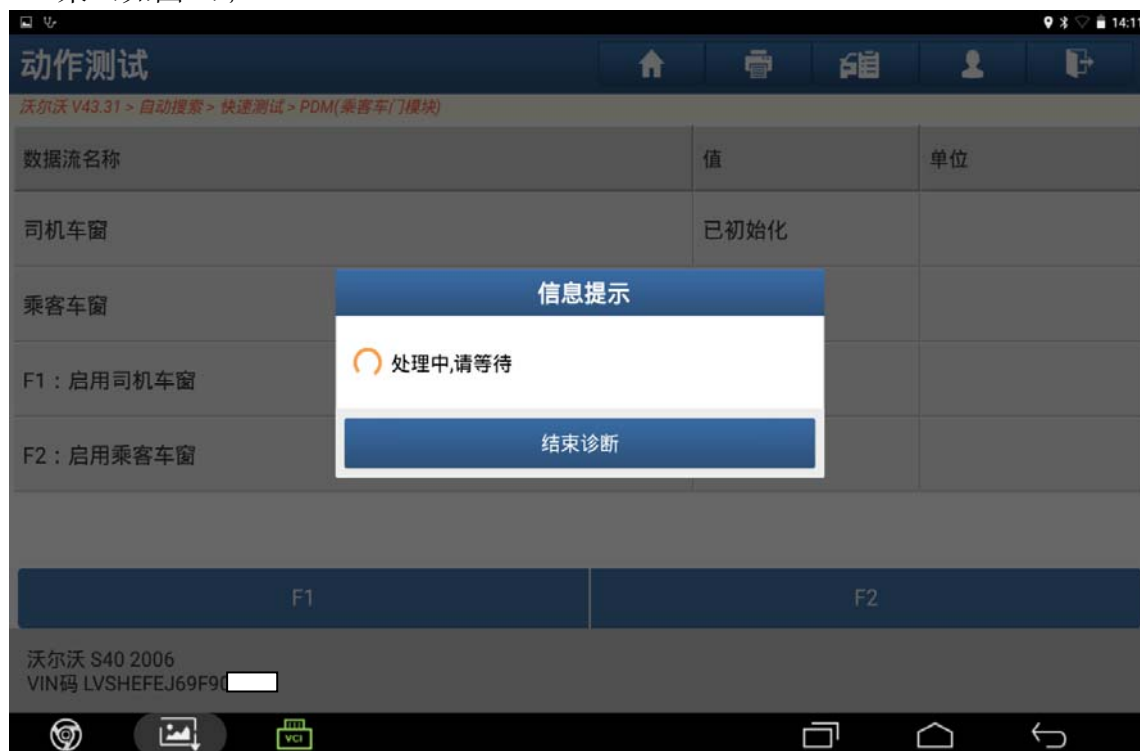 14:11
动作测试
沃尔沃 V43.31 > 自动搜索 > 快速测试 > PDM(乘客车门模块)
数据流名称 值 单位
司机车窗 已初始化
乘客车窗
信息提示
处理中,请等待
F1：启用司机车窗
结束诊断
F2：启用乘客车窗
F1 F2
沃尔沃 S40 2006
VIN码 LVSHEFEJ69F90
VCI